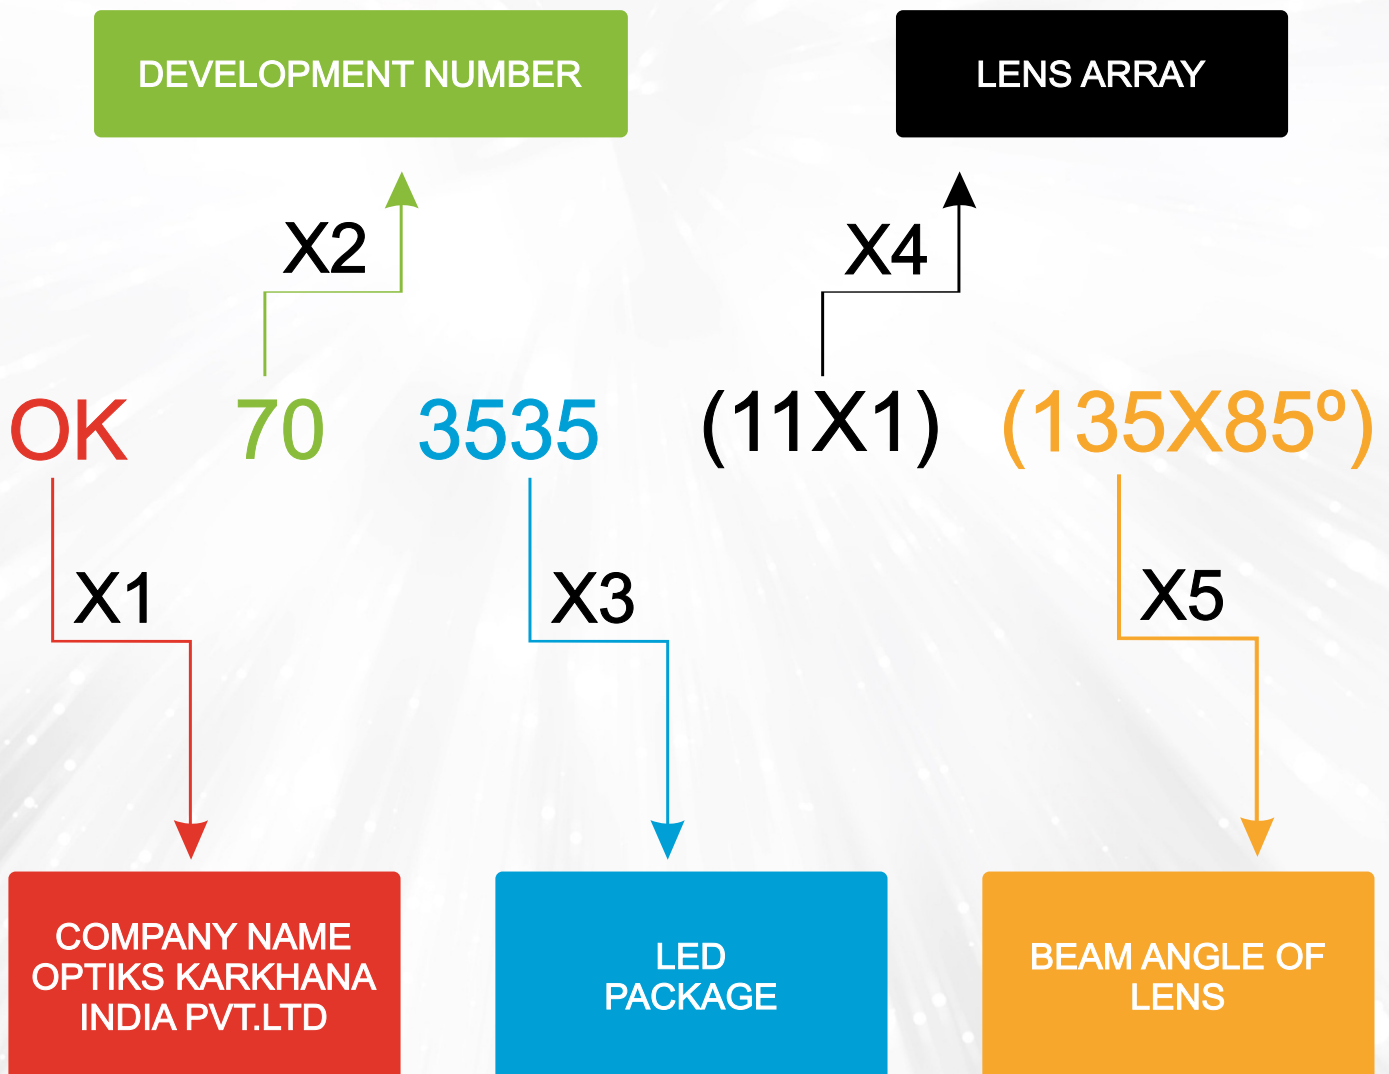 DEVELOPMENT NUMBER
LENS ARRAY
X2
X4
OK 70 3535 (11X1) (135X85º)
X1
X3
X5
COMPANY NAME
OPTIKS KARKHANA
INDIA PVT.LTD
LED
PACKAGE
BEAM ANGLE OF
LENS